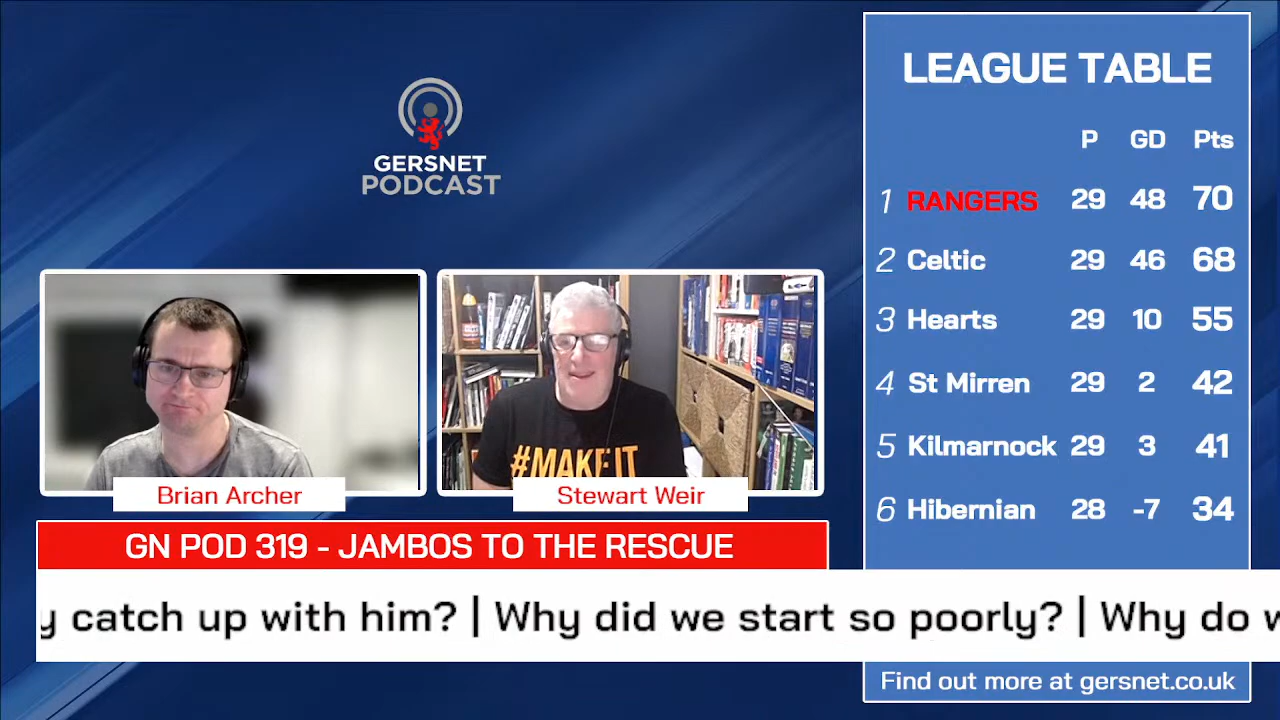 GERSNET
PODCAST
#MAKE IT
Brian Archer
Stewart Weir
GN POD 319 - JAMBOS TO THE RESCUE
y catch up with him? | Why did we start so poorly? | Why do w
LEAGUE TABLE
P GD Pts
1 RANGERS 29 48 70
2 Celtic 29 46 68
3 Hearts 29 10 55
4 St Mirren 29 2 42
5 Kilmarnock 29 3 41
6 Hibernian 28 -7 34
Find out more at gersnet.co.uk